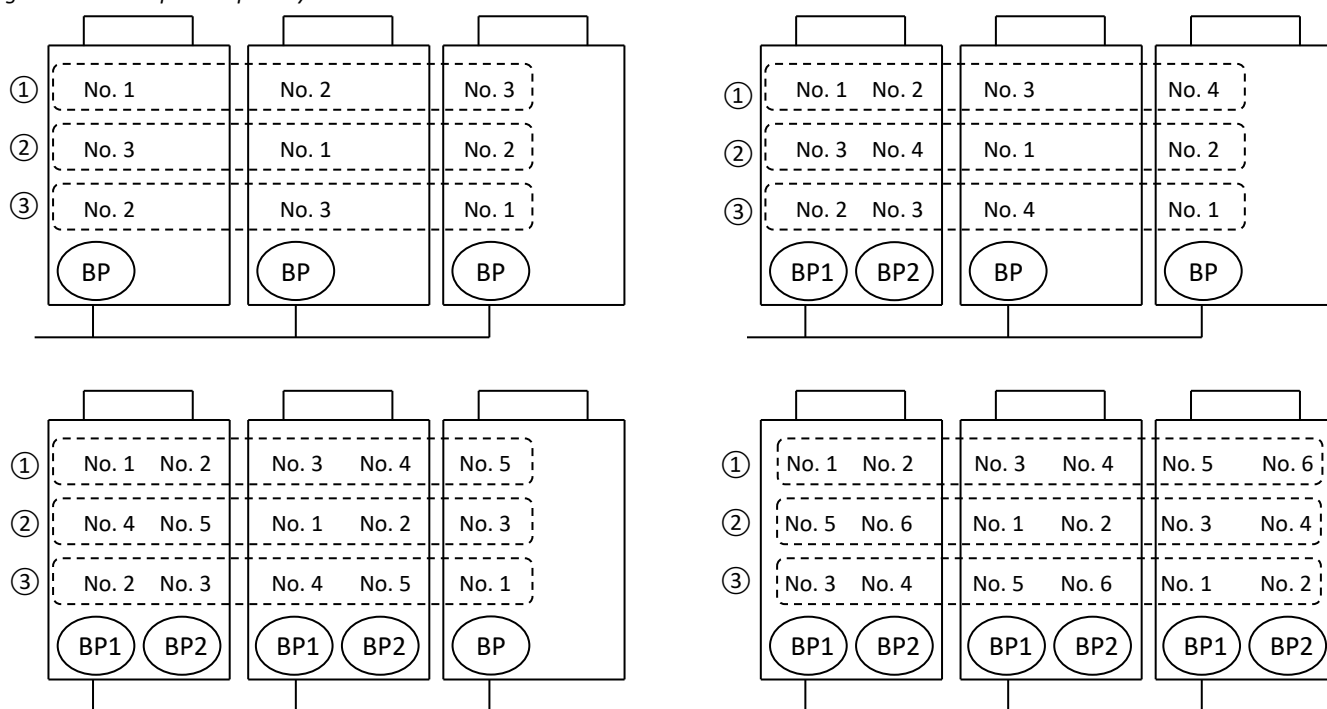 ① No. 1 No. 2 No. 3
② No. 3 No. 1 No. 2
③ No. 2 No. 3 No. 1
BP BP BP
① No. 1 No. 2 No. 3 No. 4
② No. 3 No. 4 No. 1 No. 2
③ No. 2 No. 3 No. 4 No. 1
BP1 BP2 BP BP
① No. 1 No. 2 No. 3 No. 4 No. 5
② No. 4 No. 5 No. 1 No. 2 No. 3
③ No. 2 No. 3 No. 4 No. 5 No. 1
BP1 BP2 BP1 BP2 BP
① No. 1 No. 2 No. 3 No. 4 No. 5 No. 6
② No. 5 No. 6 No. 1 No. 2 No. 3 No. 4
③ No. 3 No. 4 No. 5 No. 6 No. 1 No. 2
BP1 BP2 BP1 BP2 BP1 BP2